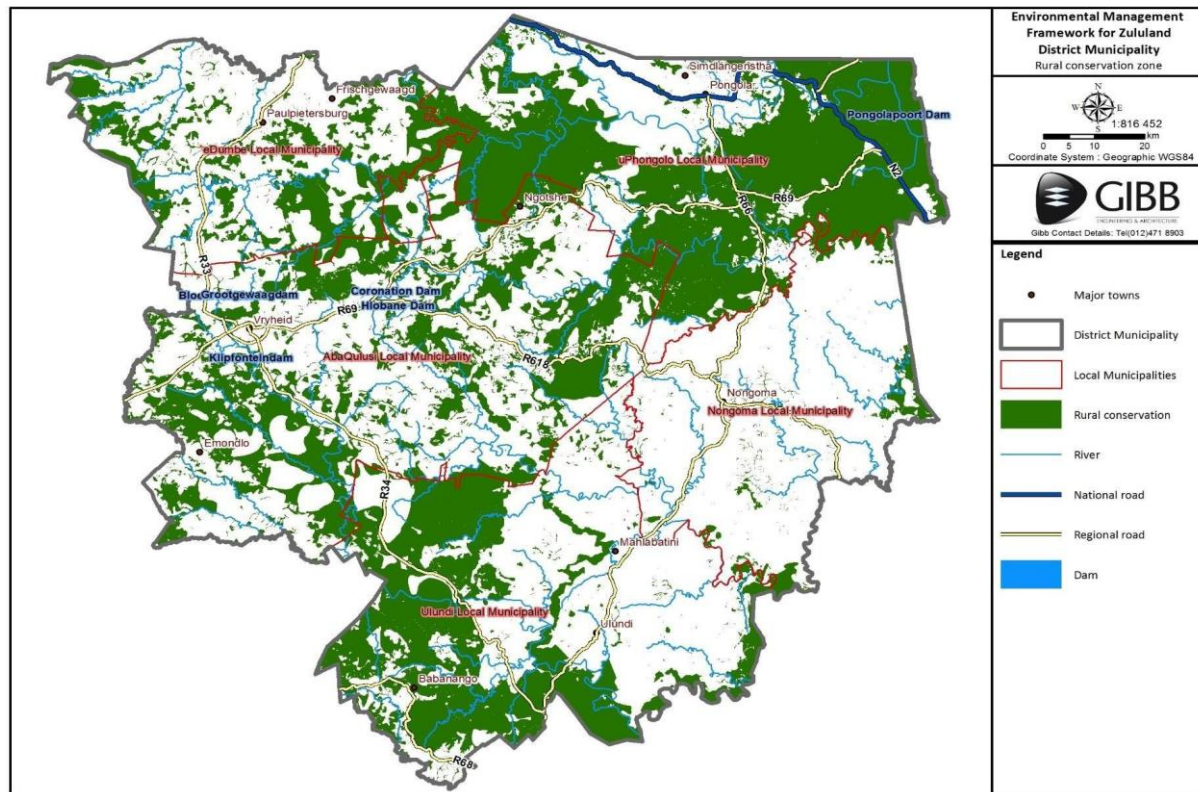 Environmental Management
Framework for Zululand
District Municipality
Rural conservation zone
N
W E
S
1:816 452
0 5 10 20
km
Coordinate System : Geographic WGS84
GIBB
ENGINEERING & ARCHITECTURE
Gibb Contact Details: Tel(012)471 8903
Legend
Major towns
District Municipality
Local Municipalities
Rural conservation
River
National road
Regional road
Dam
Simdlangentsha
Pongola
Frischgewaagd
Paulpietersburg
Pongolapoort Dam
eDumbe Local Municipality
uPhongolo Local Municipality
N2
Ngotshe
R69
R66
R33
Coronation Dam
Grootgewaagdam
Hlobane Dam
R69
Vryheid
Klipfonteindam
AbaQulusi Local Municipality
R618
Nongoma
Nongoma Local Municipality
Emondlo
R34
Mahlabatini
Ulundi Local Municipality
Ulundi
Babanango
R68